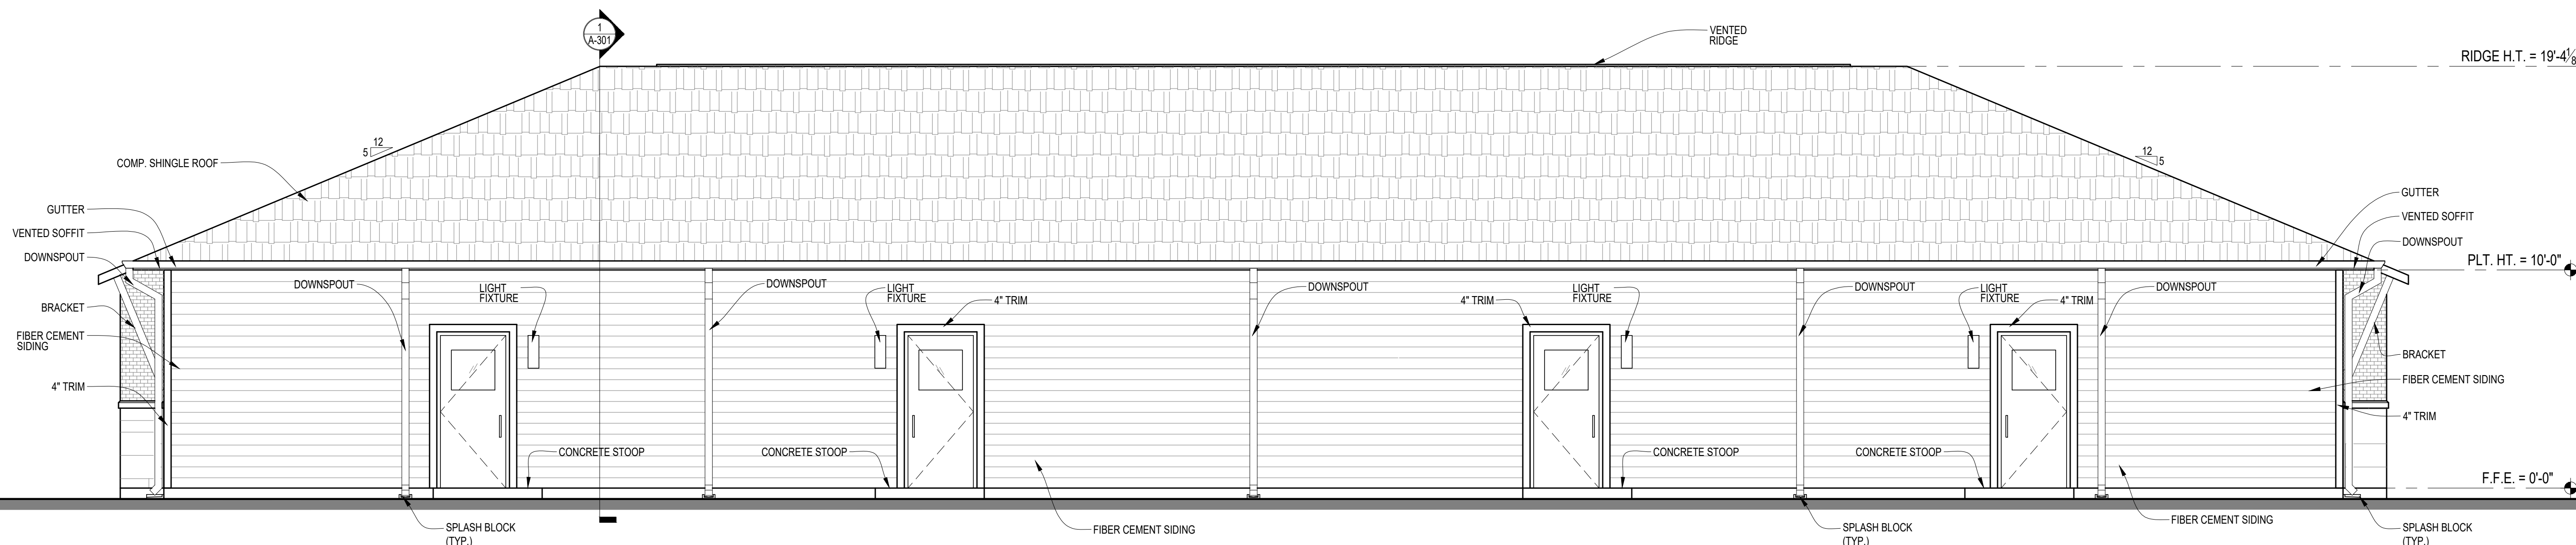 1
A-301
VENTED
RIDGE
RIDGE H.T. = 19'-4 1/8
12
5
12
5
COMP. SHINGLE ROOF
GUTTER
VENTED SOFFIT
DOWNSPOUT
BRACKET
FIBER CEMENT
SIDING
4" TRIM
GUTTER
VENTED SOFFIT
DOWNSPOUT
PLT. HT. = 10'-0"
DOWNSPOUT
LIGHT
FIXTURE
DOWNSPOUT
LIGHT
FIXTURE
4" TRIM
DOWNSPOUT
4" TRIM
LIGHT
FIXTURE
DOWNSPOUT
LIGHT
FIXTURE
4" TRIM
DOWNSPOUT
BRACKET
FIBER CEMENT SIDING
4" TRIM
CONCRETE STOOP
CONCRETE STOOP
CONCRETE STOOP
CONCRETE STOOP
F.F.E. = 0'-0"
SPLASH BLOCK
(TYP.)
FIBER CEMENT SIDING
SPLASH BLOCK
(TYP.)
FIBER CEMENT SIDING
SPLASH BLOCK
(TYP.)